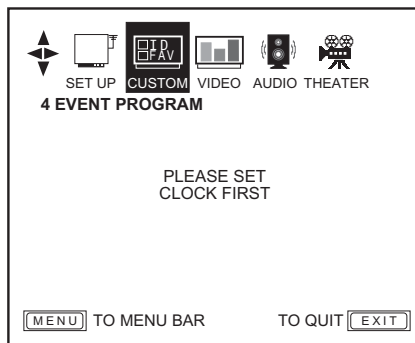 ID
FAV
SET UP CUSTOM VIDEO AUDIO THEATER
4 EVENT PROGRAM
PLEASE SET
CLOCK FIRST
MENU TO MENU BAR TO QUIT EXIT